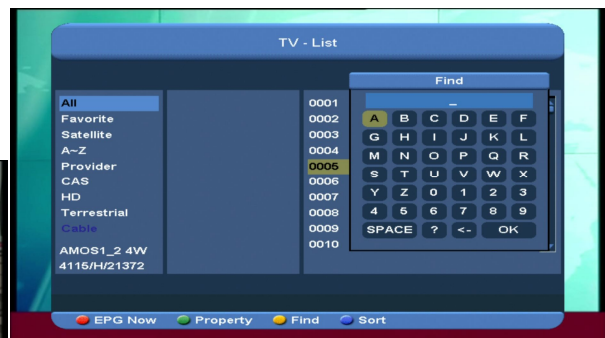 TV - List
Find
All
Favorite
Satellite
A~Z
Provider
CAS
HD
Terrestrial
Cable
AMOS1_2 4W
4115/H/21372
0001
0002
0003
0004
0005
0006
0007
0008
0009
0010
_
A B C D E F
G H I J K L
M N O P Q R
S T U V W X
Y Z 0 1 2 3
4 5 6 7 8 9
SPACE ? <- OK
EPG Now Property Find Sort